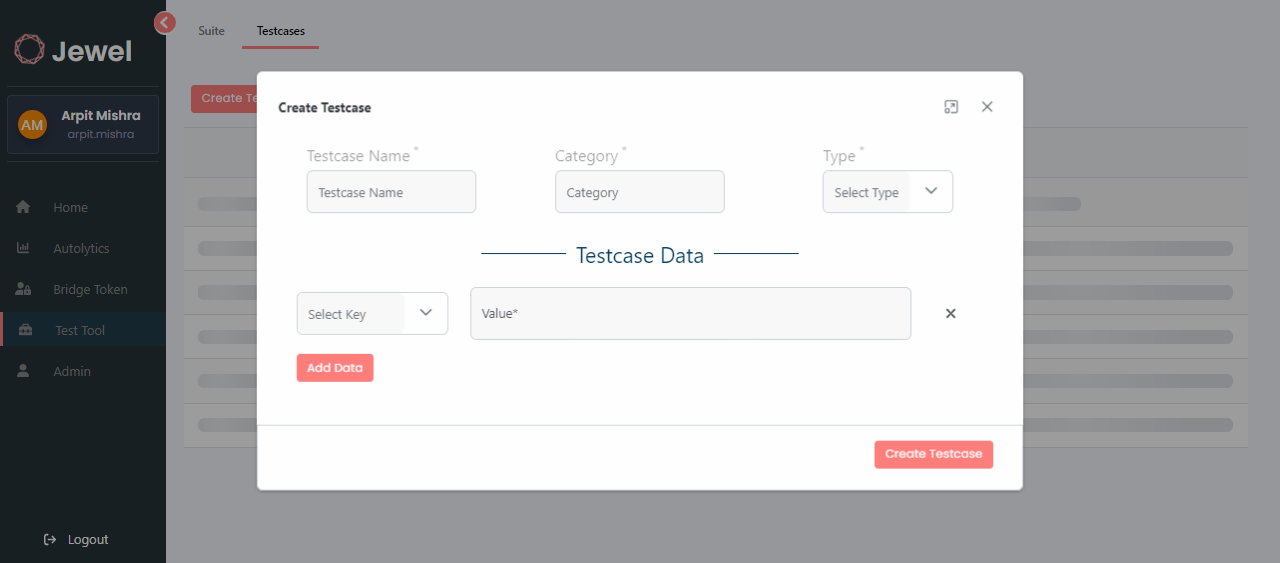 Jewel
AM
Arpit Mishra
arpit.mishra
Home
Autolytics
Bridge Token
Test Tool
Admin
Logout
Suite
Testcases
Create Te
Create Testcase
Testcase Name *
Category *
Type *
Testcase Name
Category
Select Type
Testcase Data
Select Key
Value*
Add Data
Create Testcase